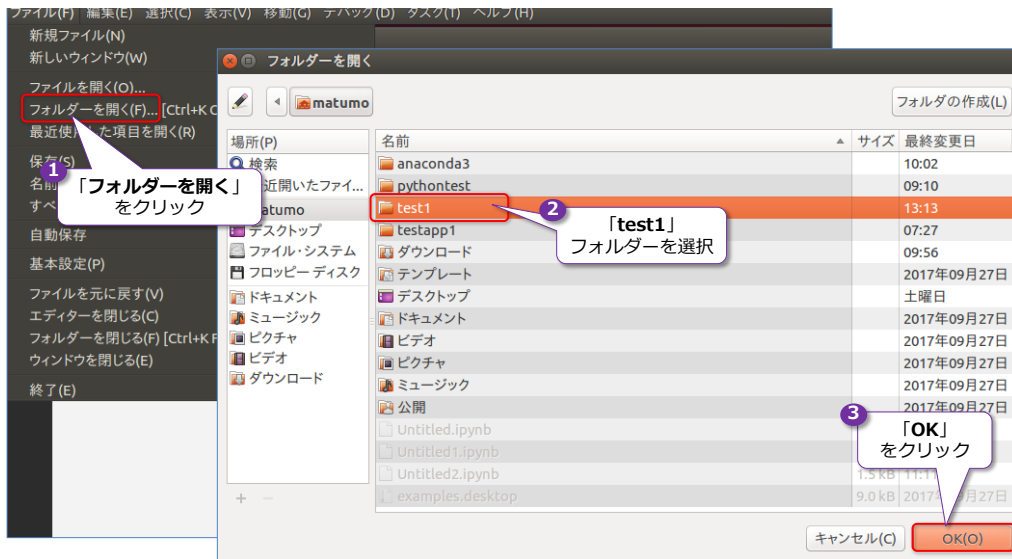 ファイル(F) 編集(E) 選択(C) 表示(V) 移動(G) デバッグ(D) タスク(T) ヘルプ(H)
新規ファイル(N)
新しいウィンドウ(W)
ファイルを開く(O)...
フォルダーを開く(F)... [Ctrl+K
最近使用した項目を開く(R)
保存(S)
名前
すべ
自動保存
基本設定(P)
ファイルを元に戻す(V)
エディターを閉じる(C)
フォルダーを閉じる(F) [Ctrl+K F
ウィンドウを閉じる(E)
終了(E)
1
「フォルダーを開く」
をクリック
フォルダーを開く
matumo
フォルダの作成(L)
場所(P)
検索
近開いたファイ...
atumo
デスクトップ
ファイル・システム
フロッピー ディスク
ドキュメント
ミュージック
ピクチャ
ビデオ
ダウンロード
名前 サイズ 最終変更日
anaconda3 10:02
pythontest 09:10
test1 13:13
testapp1 07:27
ダウンロード 09:56
テンプレート 2017年09月27日
デスクトップ 土曜日
ドキュメント 2017年09月27日
ビデオ 2017年09月27日
ピクチャ 2017年09月27日
ミュージック 2017年09月27日
公開 2017年09月27日
Untitled.ipynb
Untitled1.ipynb
Untitled2.ipynb 1.5 kB 11:11
examples.desktop 9.0 kB 2017年 月27日
2
「test1」
フォルダーを選択
3
「OK」
をクリック
キャンセル(C)
OK(O)